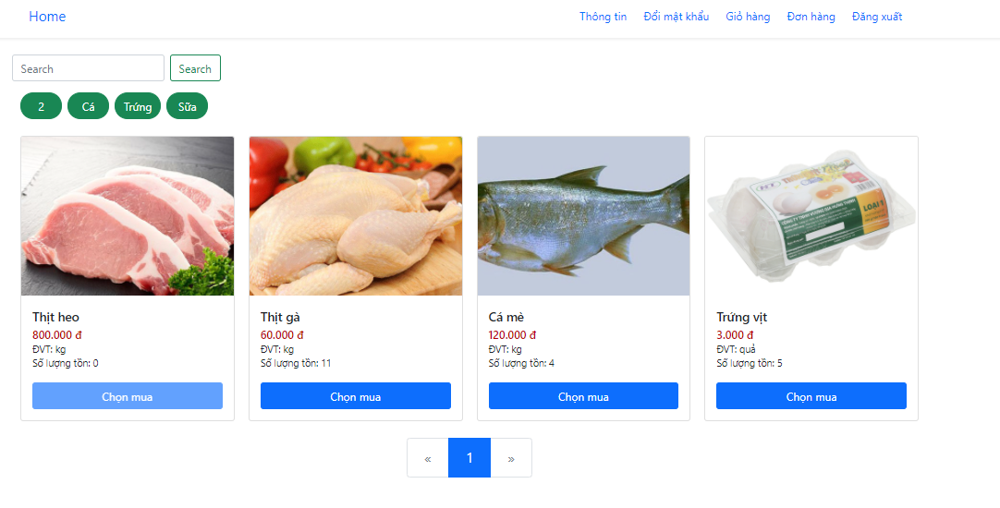 Home Thông tin Đổi mật khẩu Giỏ hàng Đơn hàng Đăng xuất
Search Search
2 Cá Trứng Sữa
LOẠI 1
Thịt heo
800.000 đ
ĐVT: kg
Số lượng tồn: 0
Chọn mua
Thịt gà
60.000 đ
ĐVT: kg
Số lượng tồn: 11
Chọn mua
Cá mè
120.000 đ
ĐVT: kg
Số lượng tồn: 4
Chọn mua
Trứng vịt
3.000 đ
ĐVT: quả
Số lượng tồn: 5
Chọn mua
« 1 »